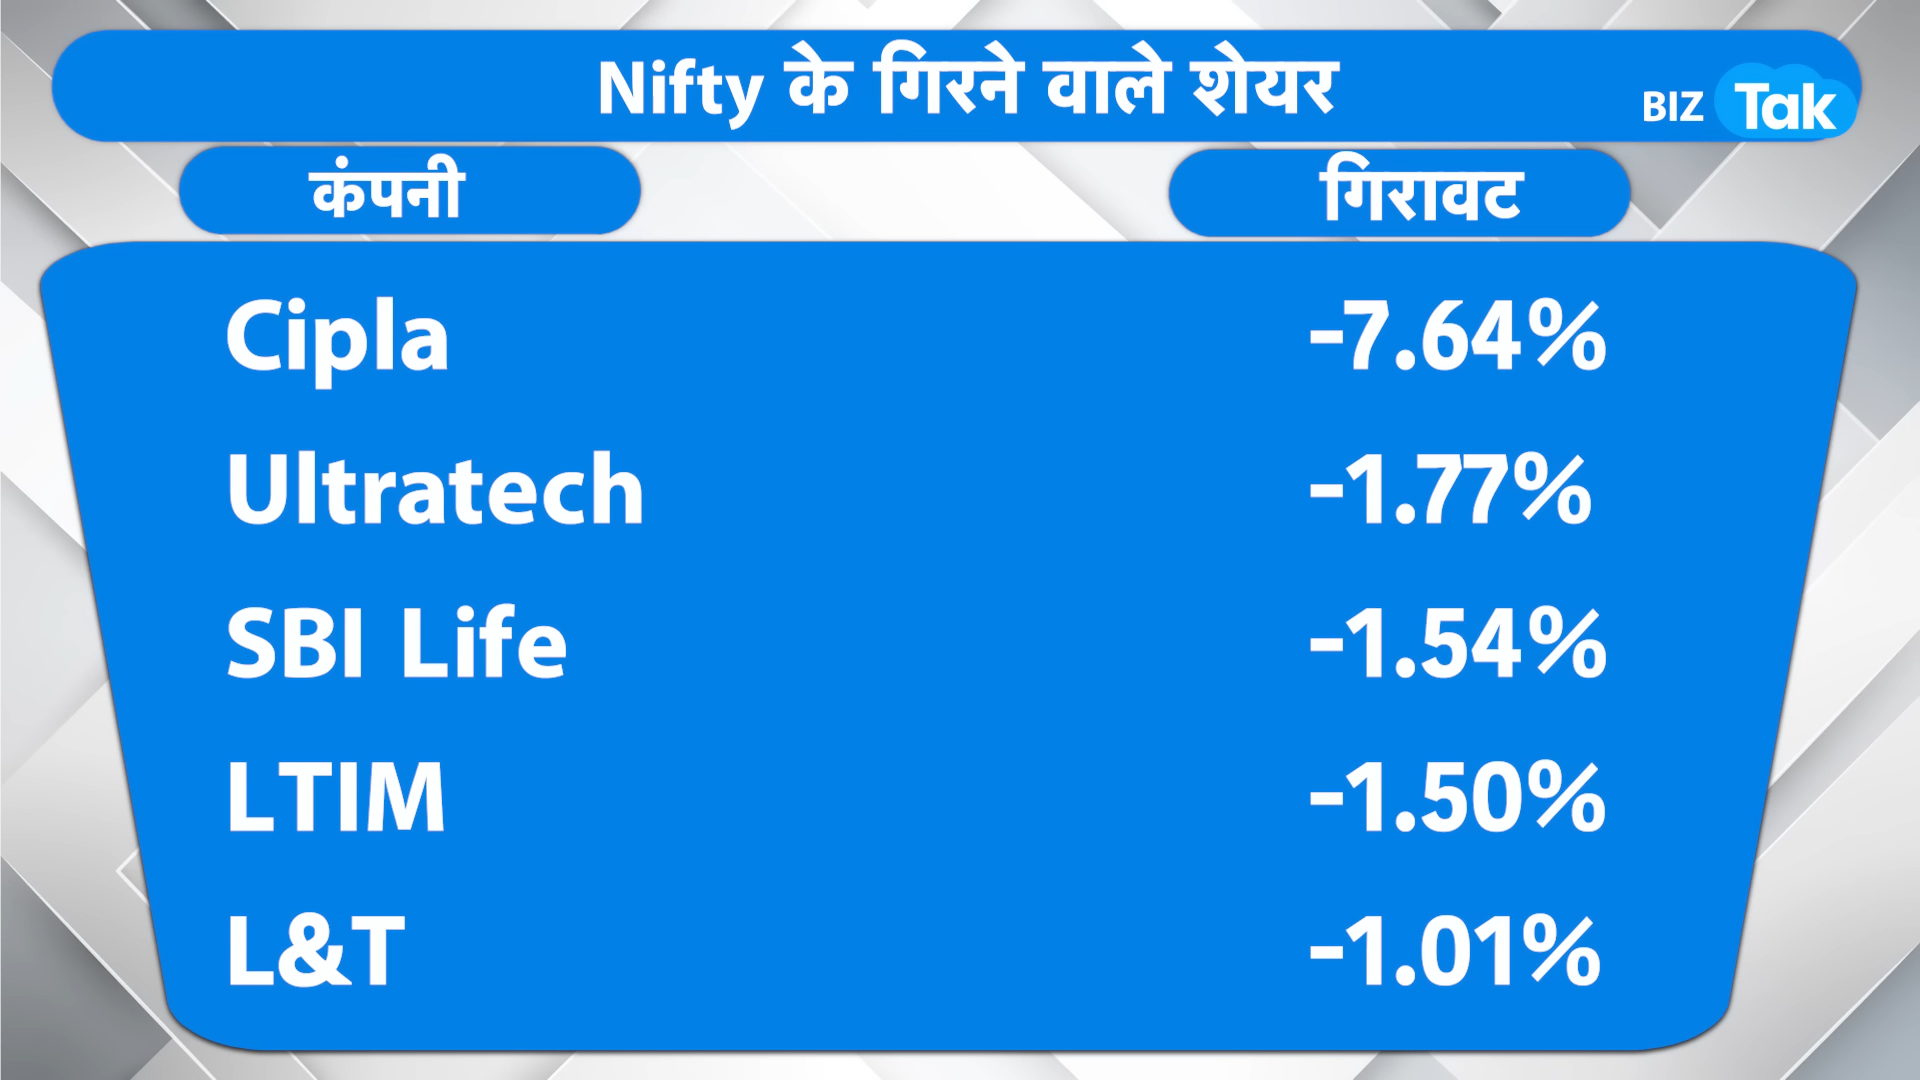 Nifty के गिरने वाले शेयर
BIZ Tak
कंपनी गिरावट
Cipla -7.64%
Ultratech -1.77%
SBI Life -1.54%
LTIM -1.50%
L&T -1.01%